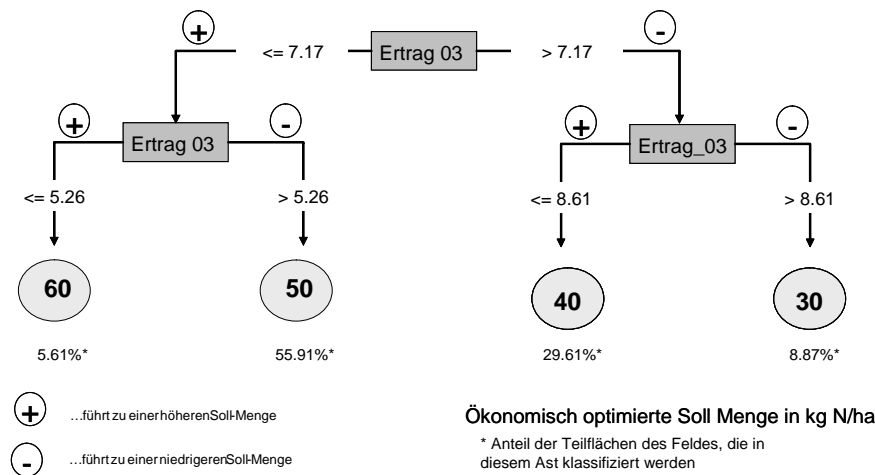 + -
<= 7.17 Ertrag 03 > 7.17
+ - + -
Ertrag 03 Ertrag_03
<= 5.26 > 5.26 <= 8.61 > 8.61
60 50 40 30
5.61%* 55.91%* 29.61%* 8.87%*
+ ...führt zu einer höheren Soll-Menge
Ökonomisch optimierte Soll Menge in kg N/ha
- ...führt zu einer niedrigeren Soll-Menge
* Anteil der Teilflächen des Feldes, die in
diesem Ast klassifiziert werden